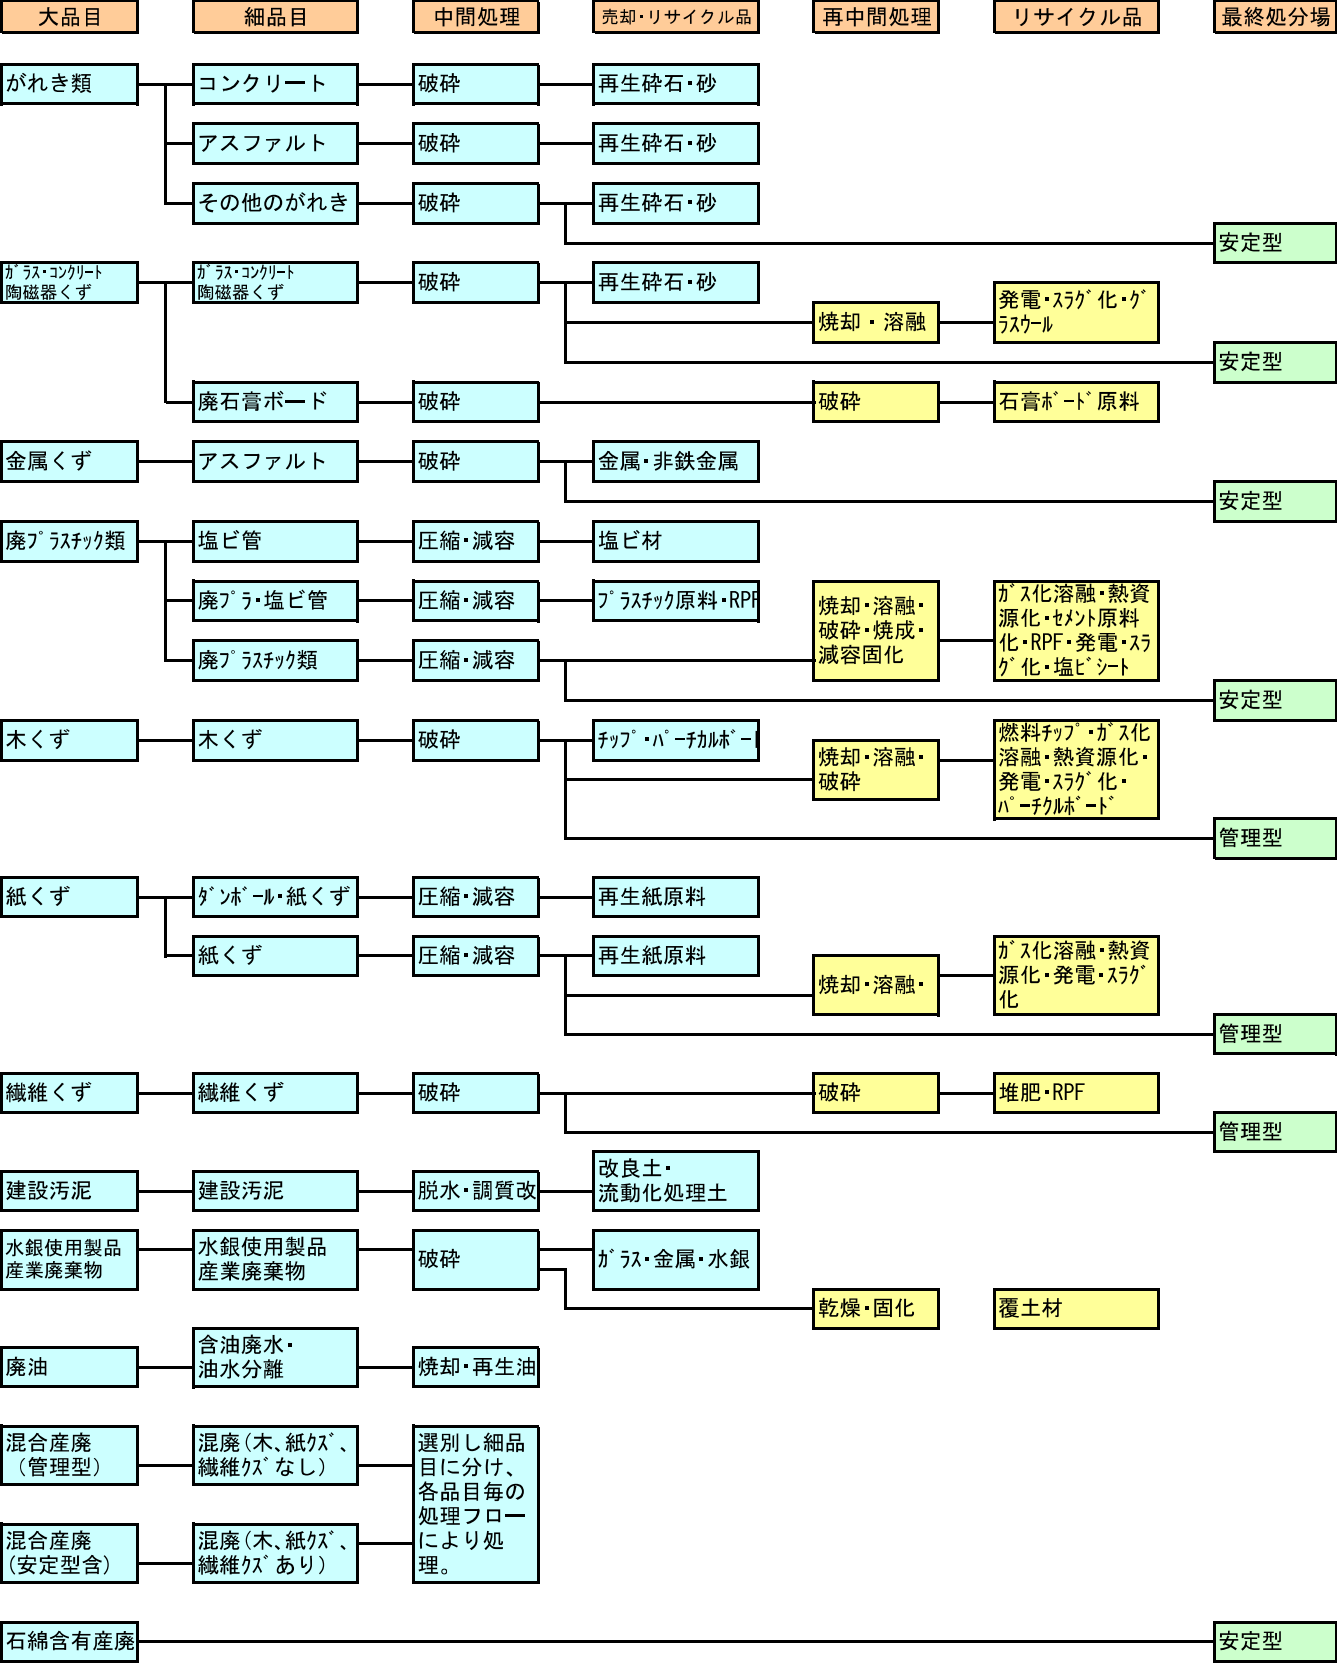 大品目
細品目
中間処理
売却・リサイクル品
再中間処理
リサイクル品
最終処分場
がれき類
コンクリート
破砕
再生砕石・砂
アスファルト
破砕
再生砕石・砂
その他のがれき
破砕
再生砕石・砂
安定型
ｶﾞﾗｽ・ｺﾝｸﾘｰﾄ
陶磁器くず
ｶﾞﾗｽ・ｺﾝｸﾘｰﾄ
陶磁器くず
破砕
再生砕石・砂
焼却・溶融
発電・ｽﾗｸﾞ化・ｸﾞ
ﾗｽｳｰﾙ
安定型
廃石膏ボード
破砕
破砕
石膏ﾎﾞｰﾄﾞ原料
金属くず
アスファルト
破砕
金属・非鉄金属
安定型
廃ﾌﾟﾗｽﾁｯｸ類
塩ビ管
圧縮・減容
塩ビ材
廃プラ・塩ビ管
圧縮・減容
ﾌﾟﾗｽﾁｯｸ原料・RPF
焼却・溶融・
破砕・焼成・
減容固化
ｶﾞｽ化溶融・熱資
源化・ｾﾒﾝﾄ原料
化・RPF・発電・ｽﾗ
ｸﾞ化・塩ﾋﾞｼｰﾄ
廃ﾌﾟﾗｽﾁｯｸ類
圧縮・減容
安定型
木くず
木くず
破砕
ﾁｯﾌﾟ・ﾊﾟｰﾁｶﾙﾎﾞｰ
焼却・溶融・
破砕
燃料ﾁｯﾌﾟ・ｶﾞｽ化
溶融・熱資源化・
発電・ｽﾗｸﾞ化・
ﾊﾟｰﾁｸﾙﾎﾞｰﾄﾞ
管理型
紙くず
ﾀﾞﾝﾎﾞｰﾙ・紙くず
圧縮・減容
再生紙原料
紙くず
圧縮・減容
再生紙原料
焼却・溶融・
ｶﾞｽ化溶融・熱資
源化・発電・ｽﾗｸﾞ
化
管理型
繊維くず
繊維くず
破砕
破砕
堆肥・RPF
管理型
建設汚泥
建設汚泥
脱水・調質改
改良土・
流動化処理土
水銀使用製品
産業廃棄物
水銀使用製品
産業廃棄物
破砕
ｶﾞﾗｽ・金属・水銀
乾燥・固化
覆土材
廃油
含油廃水・
油水分離
焼却・再生油
混合産廃
（管理型）
混廃（木、紙ｸｽﾞ、
繊維ｸｽﾞなし）
選別し細品
目に分け、
各品目毎の
処理フロー
により処
理。
混合産廃
（安定型含）
混廃（木、紙ｸｽﾞ、
繊維ｸｽﾞあり）
石綿含有産廃
安定型